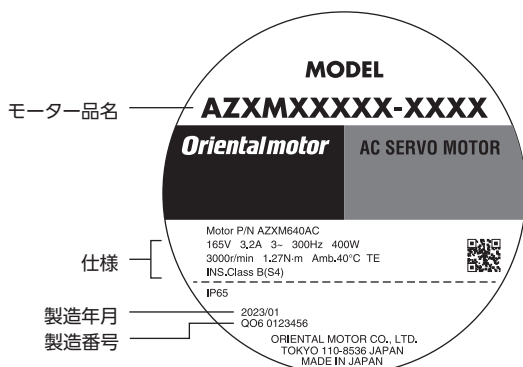 MODEL
モーター品名
AZXMXXXXX-XXXX
Orientalmotor
AC SERVO MOTOR
Motor P/N AZXM640AC
仕様
165V 3.2A 3~ 300Hz 400W
3000r/min 1.27N·m Amb.40°C TE
INS.Class B(S4)
IP65
製造年月
2023/01
製造番号
QO6 0123456
ORIENTAL MOTOR CO., LTD.
TOKYO 110-8536 JAPAN
MADE IN JAPAN